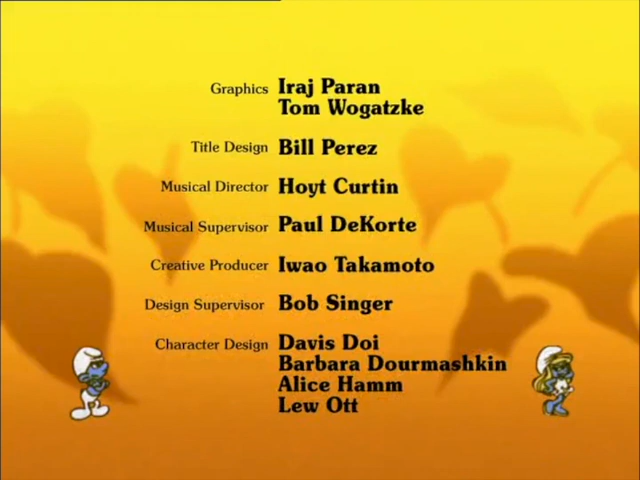 Graphics Iraj Paran
Tom Wogatzke
Title Design Bill Perez
Musical Director Hoyt Curtin
Musical Supervisor Paul DeKorte
Creative Producer Iwao Takamoto
Design Supervisor Bob Singer
Character Design Davis Doi
Barbara Dourmashkin
Alice Hamm
Lew Ott